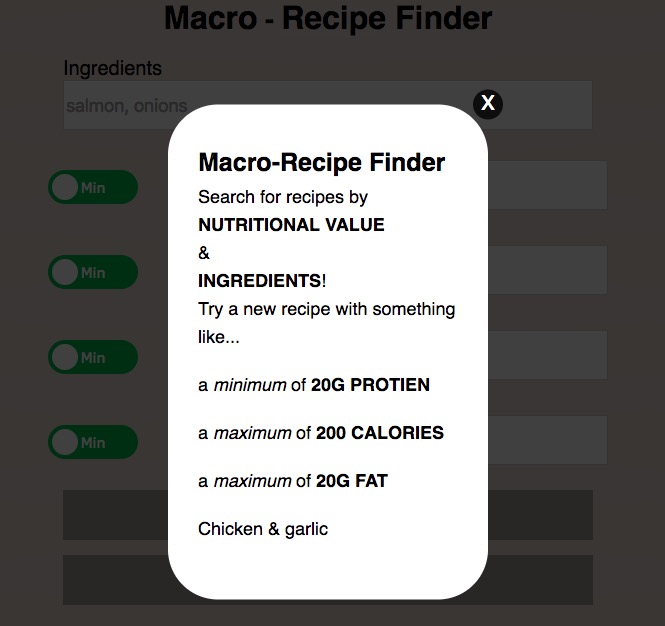 Macro - Recipe Finder
Ingredients
salmon, onions
X
Macro-Recipe Finder
Search for recipes by
NUTRITIONAL VALUE
&
INGREDIENTS!
Try a new recipe with something
like...
a minimum of 20G PROTIEN
a maximum of 200 CALORIES
a maximum of 20G FAT
Chicken & garlic
Min
Min
Min
Min